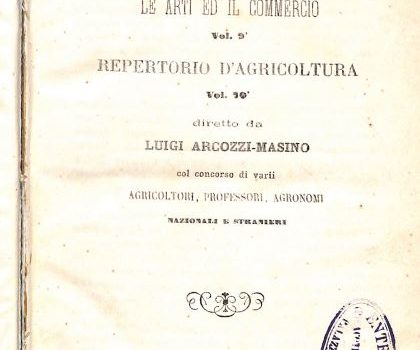 LE ARTI ED IL COMMERCIO
Vol. 9°
REPERTORIO D'AGRICOLTURA
Vol. 10°
diretto da
LUIGI ARCOZZI-MASINO
col concorso di varii
AGRICOLTORI, PROFESSORI, AGRONOMI
NAZIONALI E STRANIERI